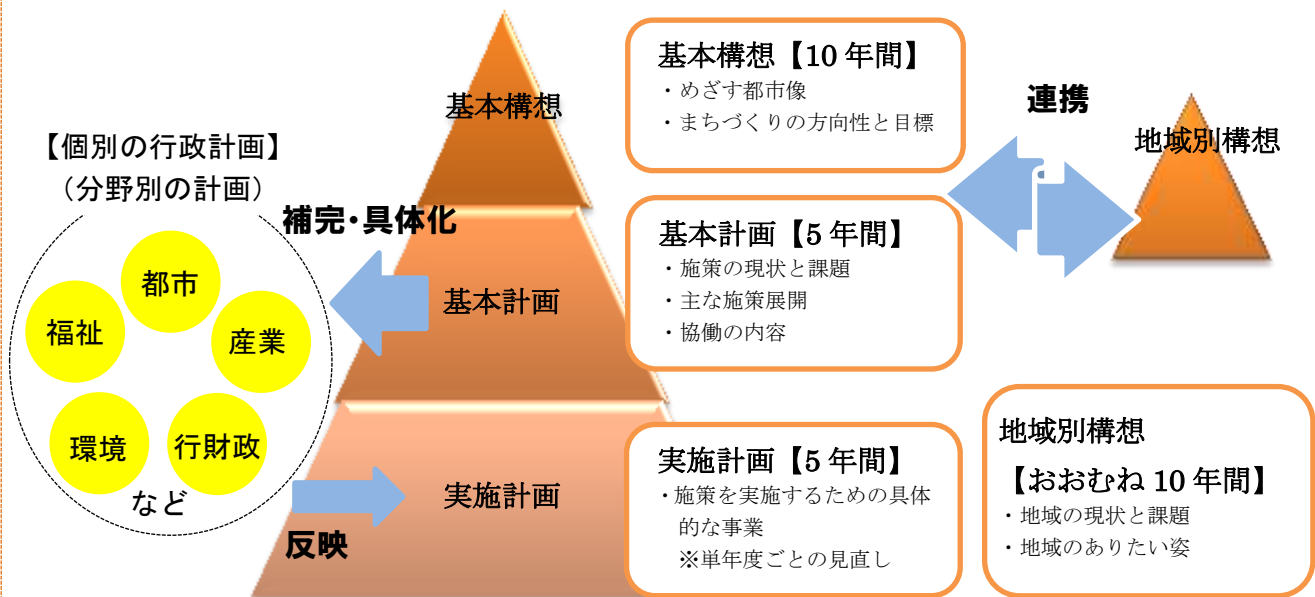 【個別の行政計画】
（分野別の計画）
都市
福祉
産業
環境
行財政
など
補完・具体化
反映
基本構想
基本計画
実施計画
基本構想【10年間】
・めざす都市像
・まちづくりの方向性と目標
基本計画【5年間】
・施策の現状と課題
・主な施策展開
・協働の内容
実施計画【5年間】
・施策を実施するための具体
的な事業
※単年度ごとの見直し
連携
地域別構想
地域別構想
【おおむね10年間】
・地域の現状と課題
・地域のありたい姿